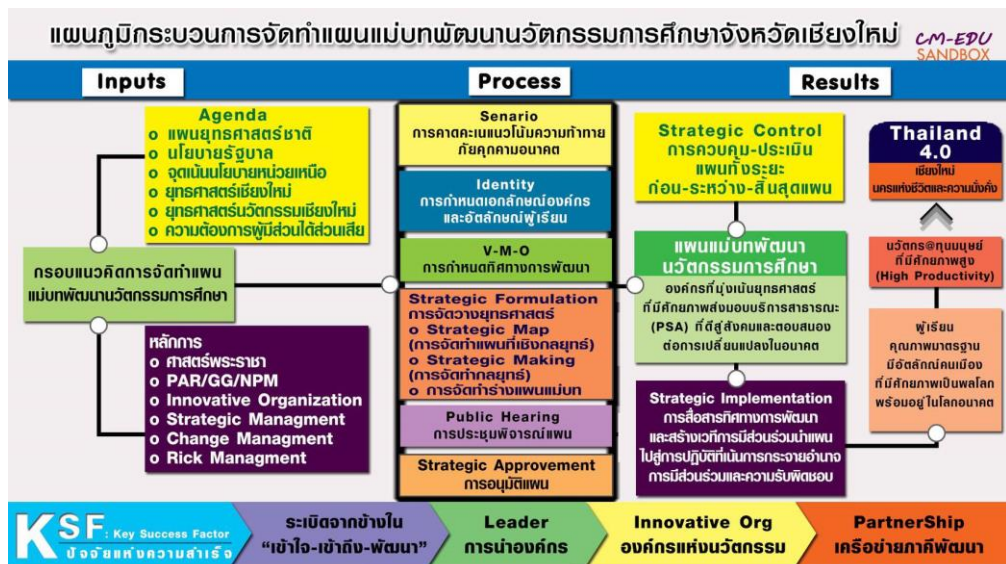 แผนภูมิกระบวนการจัดทำแผนแม่บทพัฒนานวัตกรรมการศึกษาจังหวัดเชียงใหม่
CM-EDU
SANDBOX
Inputs
Process
Results
Agenda
o แผนยุทธศาสตร์ชาติ
o นโยบายรัฐบาล
o จุดเน้นนโยบายหน่วยเหนือ
o ยุทธศาสตร์เชียงใหม่
o ยุทธศาสตร์นวัตกรรมเชียงใหม่
o ความต้องการผู้มีส่วนได้ส่วนเสีย
กรอบแนวคิดการจัดทำแผน
แม่บทพัฒนานวัตกรรมการศึกษา
หลักการ
o ศาสตร์พระราชา
o PAR/GG/NPM
o Innovative Organization
o Strategic Managment
o Change Managment
o Rick Managment
Senario
การคาดคะเนแนวโน้มความท้าทาย
ภัยคุกคามอนาคต
Identity
การกำหนดเอกลักษณ์องค์กร
และอัตลักษณ์ผู้เรียน
V-M-O
การกำหนดทิศทางการพัฒนา
Strategic Formulation
การจัดวางยุทธศาสตร์
o Strategic Map
(การจัดทำแผนที่เชิงกลยุทธ์)
o Strategic Making
(การจัดทำกลยุทธ์)
o การจัดทำร่างแผนแม่บท
Public Hearing
การประชุมพิจารณ์แผน
Strategic Approvement
การอนุมัติแผน
Strategic Control
การควบคุม-ประเมิน
แผนทั้งระยะ
ก่อน-ระหว่าง-สิ้นสุดแผน
แผนแม่บทพัฒนา
นวัตกรรมการศึกษา
องค์กรที่มุ่งเน้นยุทธศาสตร์
ที่มีศักยภาพส่งมอบบริการสาธารณะ
(PSA) ที่ดีสู่สังคมและตอบสนอง
ต่อการเปลี่ยนแปลงในอนาคต
Strategic Implementation
การสื่อสารทิศทางการพัฒนา
และสร้างเวทีการมีส่วนร่วมนำแผน
ไปสู่การปฏิบัติที่เน้นการกระจายอำนาจ
การมีส่วนร่วมและความรับผิดชอบ
Thailand
4.0
เชียงใหม่
นครแห่งชีวิตและความมั่งคั่ง
นวัตกร@ทุนมนุษย์
ที่มีศักยภาพสูง
(High Productivity)
ผู้เรียน
คุณภาพมาตรฐาน
มีอัตลักณ์คนเมือง
ที่มีศักยภาพเป็นพลโลก
พร้อมอยู่ในโลกอนาคต
KSF : Key Success Factor
ปัจจัยแห่งความสำเร็จ
ระเบิดจากข้างใน
“เข้าใจ-เข้าถึง-พัฒนา”
Leader
การนำองค์กร
Innovative Org
องค์กรแห่งนวัตกรรม
PartnerShip
เครือข่ายภาคีพัฒนา